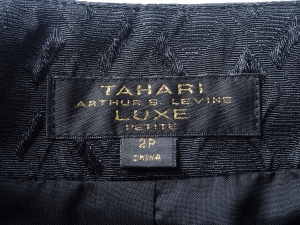 TAHARI
ARTHUR S. LEVINE
LUXE
PETITE
2P
CHINA